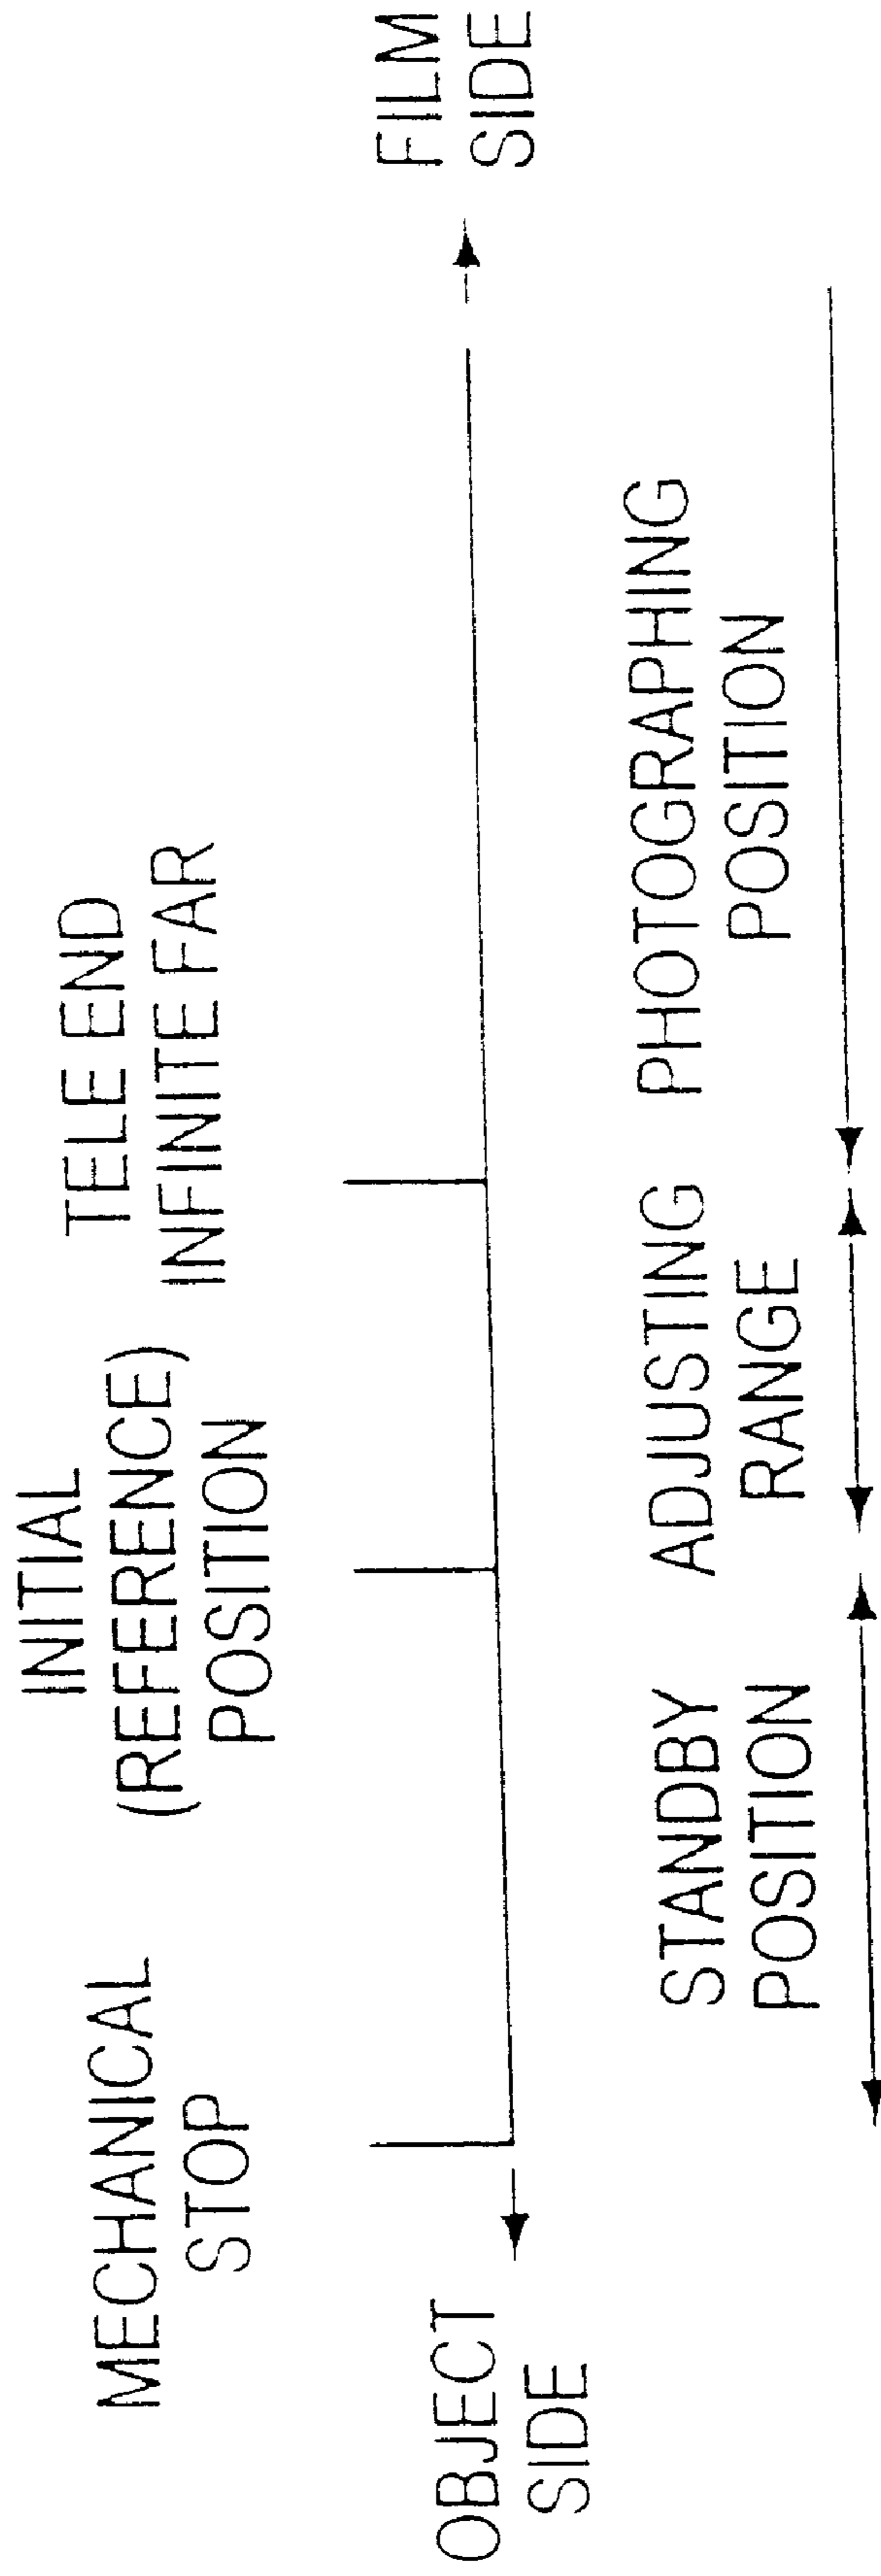 MECHANICAL
STOP
INITIAL
(REFERENCE)
POSITION
TELE END
INFINITE FAR
OBJECT
SIDE
FILM
SIDE
STANDBY
POSITION
ADJUSTING
RANGE
PHOTOGRAPHING
POSITION